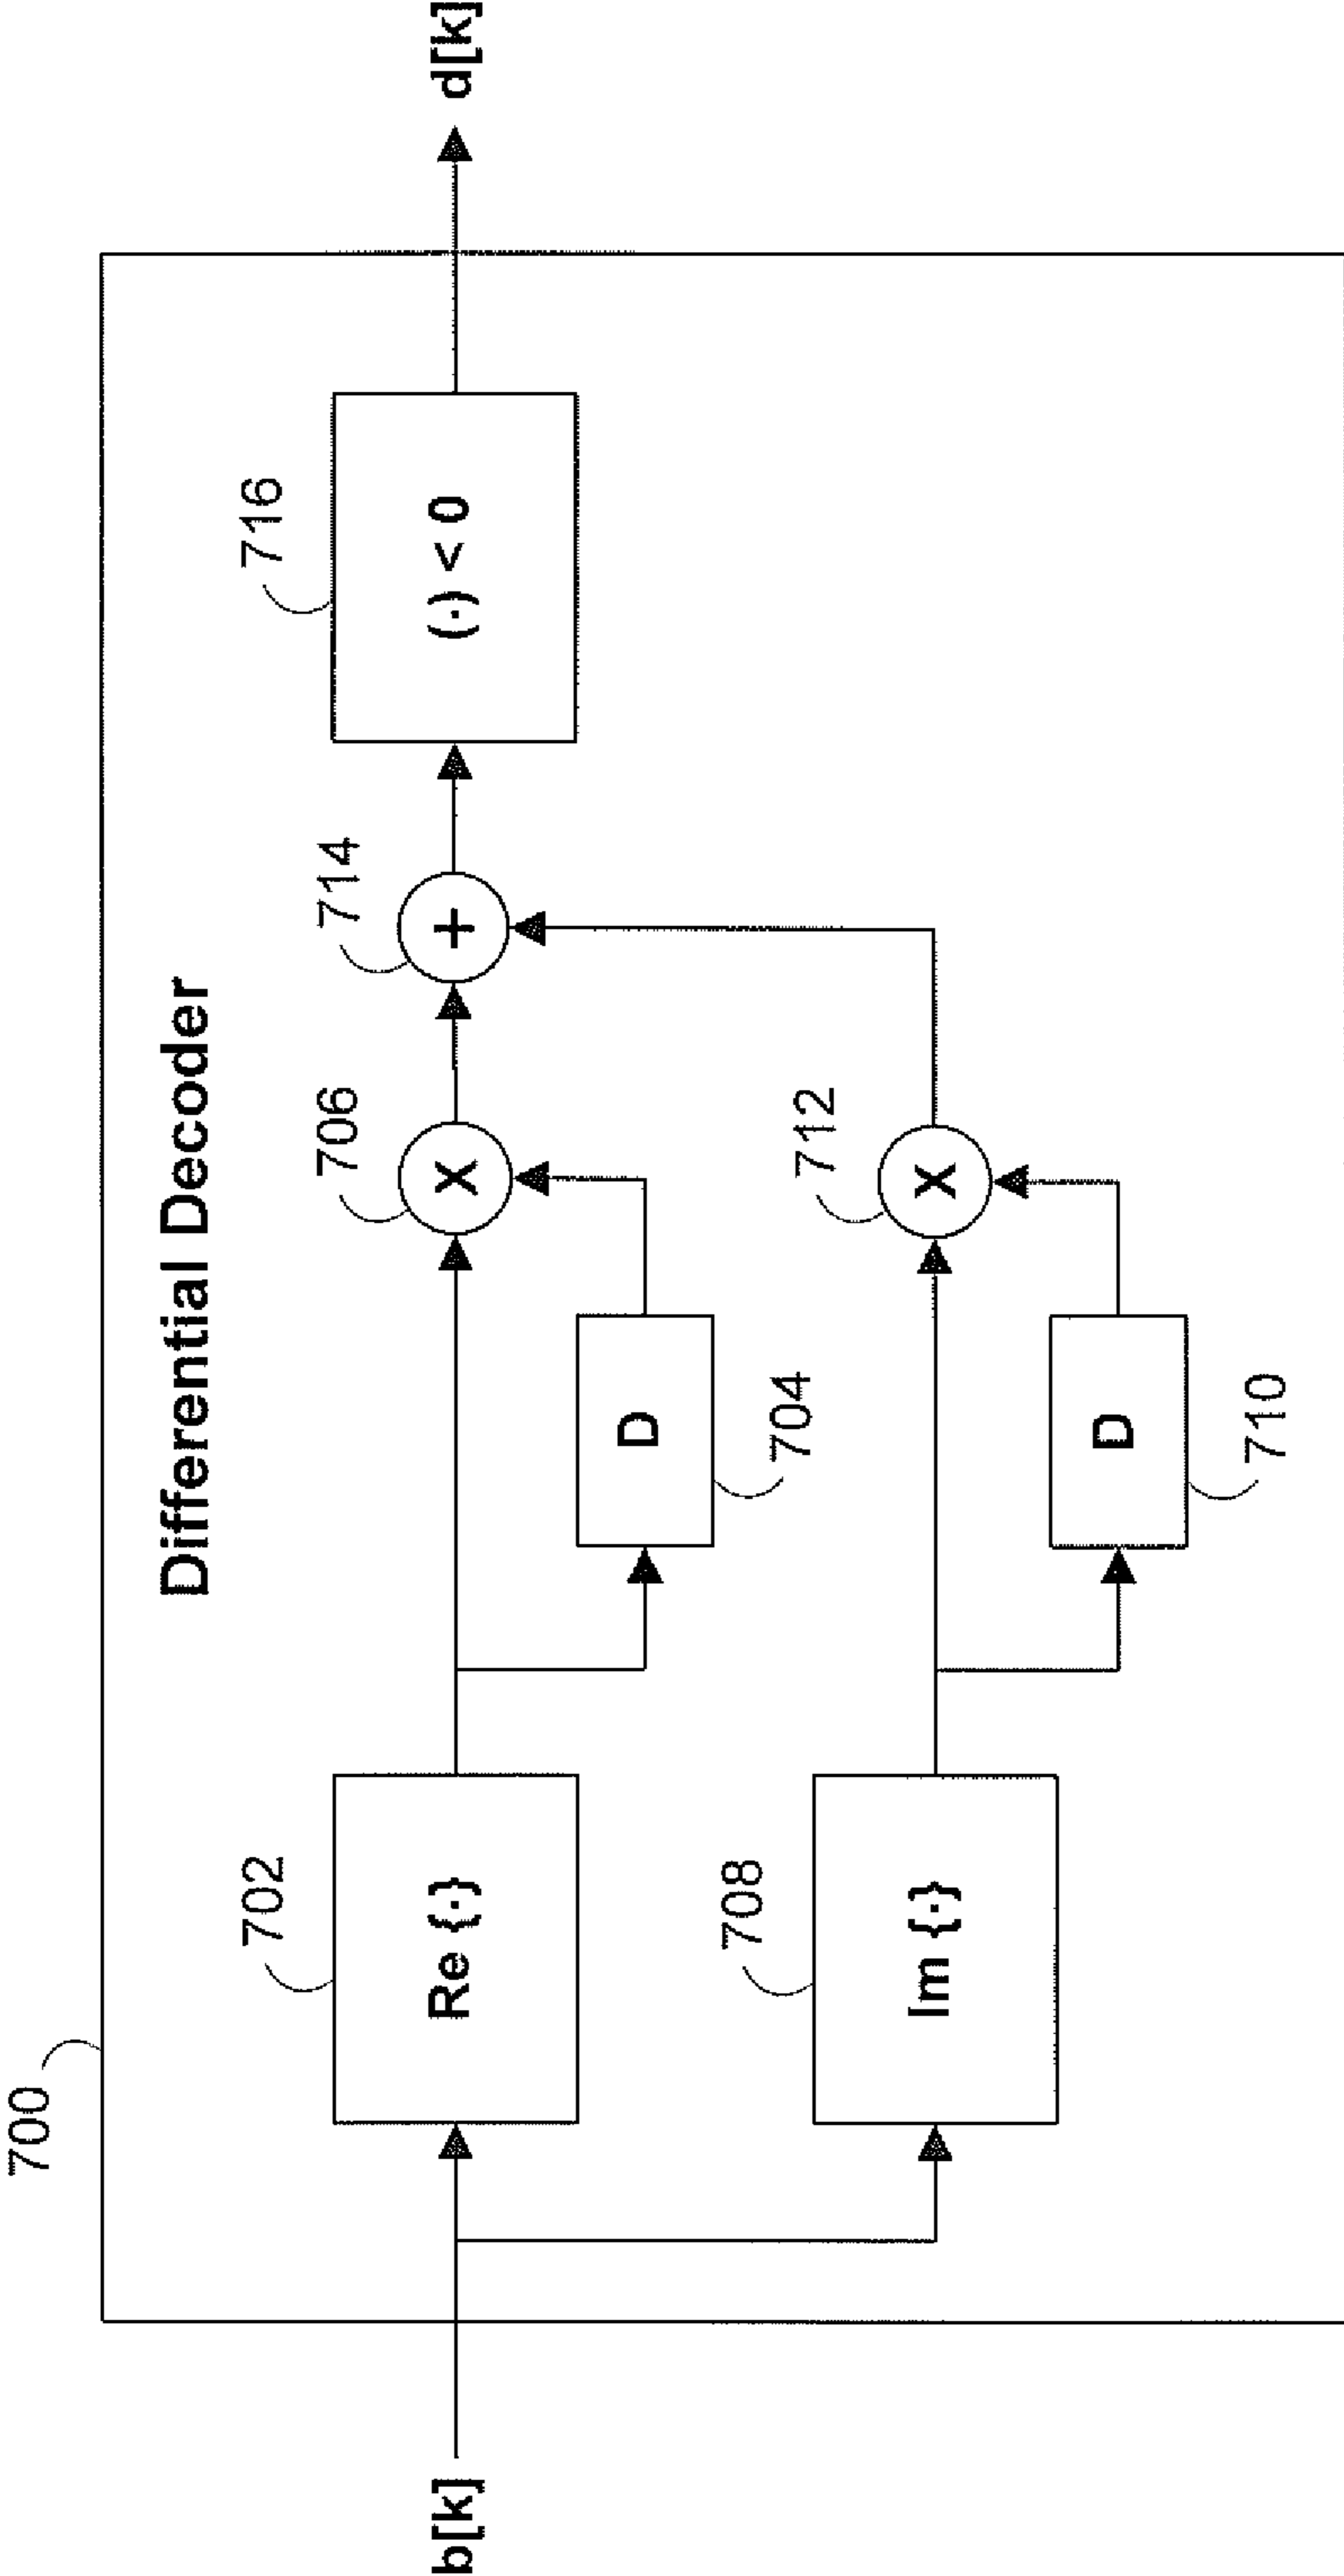 700
Differential Decoder
b[k]
702
Re {·}
704
D
706
X
714
+
716
(·) < 0
d[k]
708
Im {·}
710
D
712
X